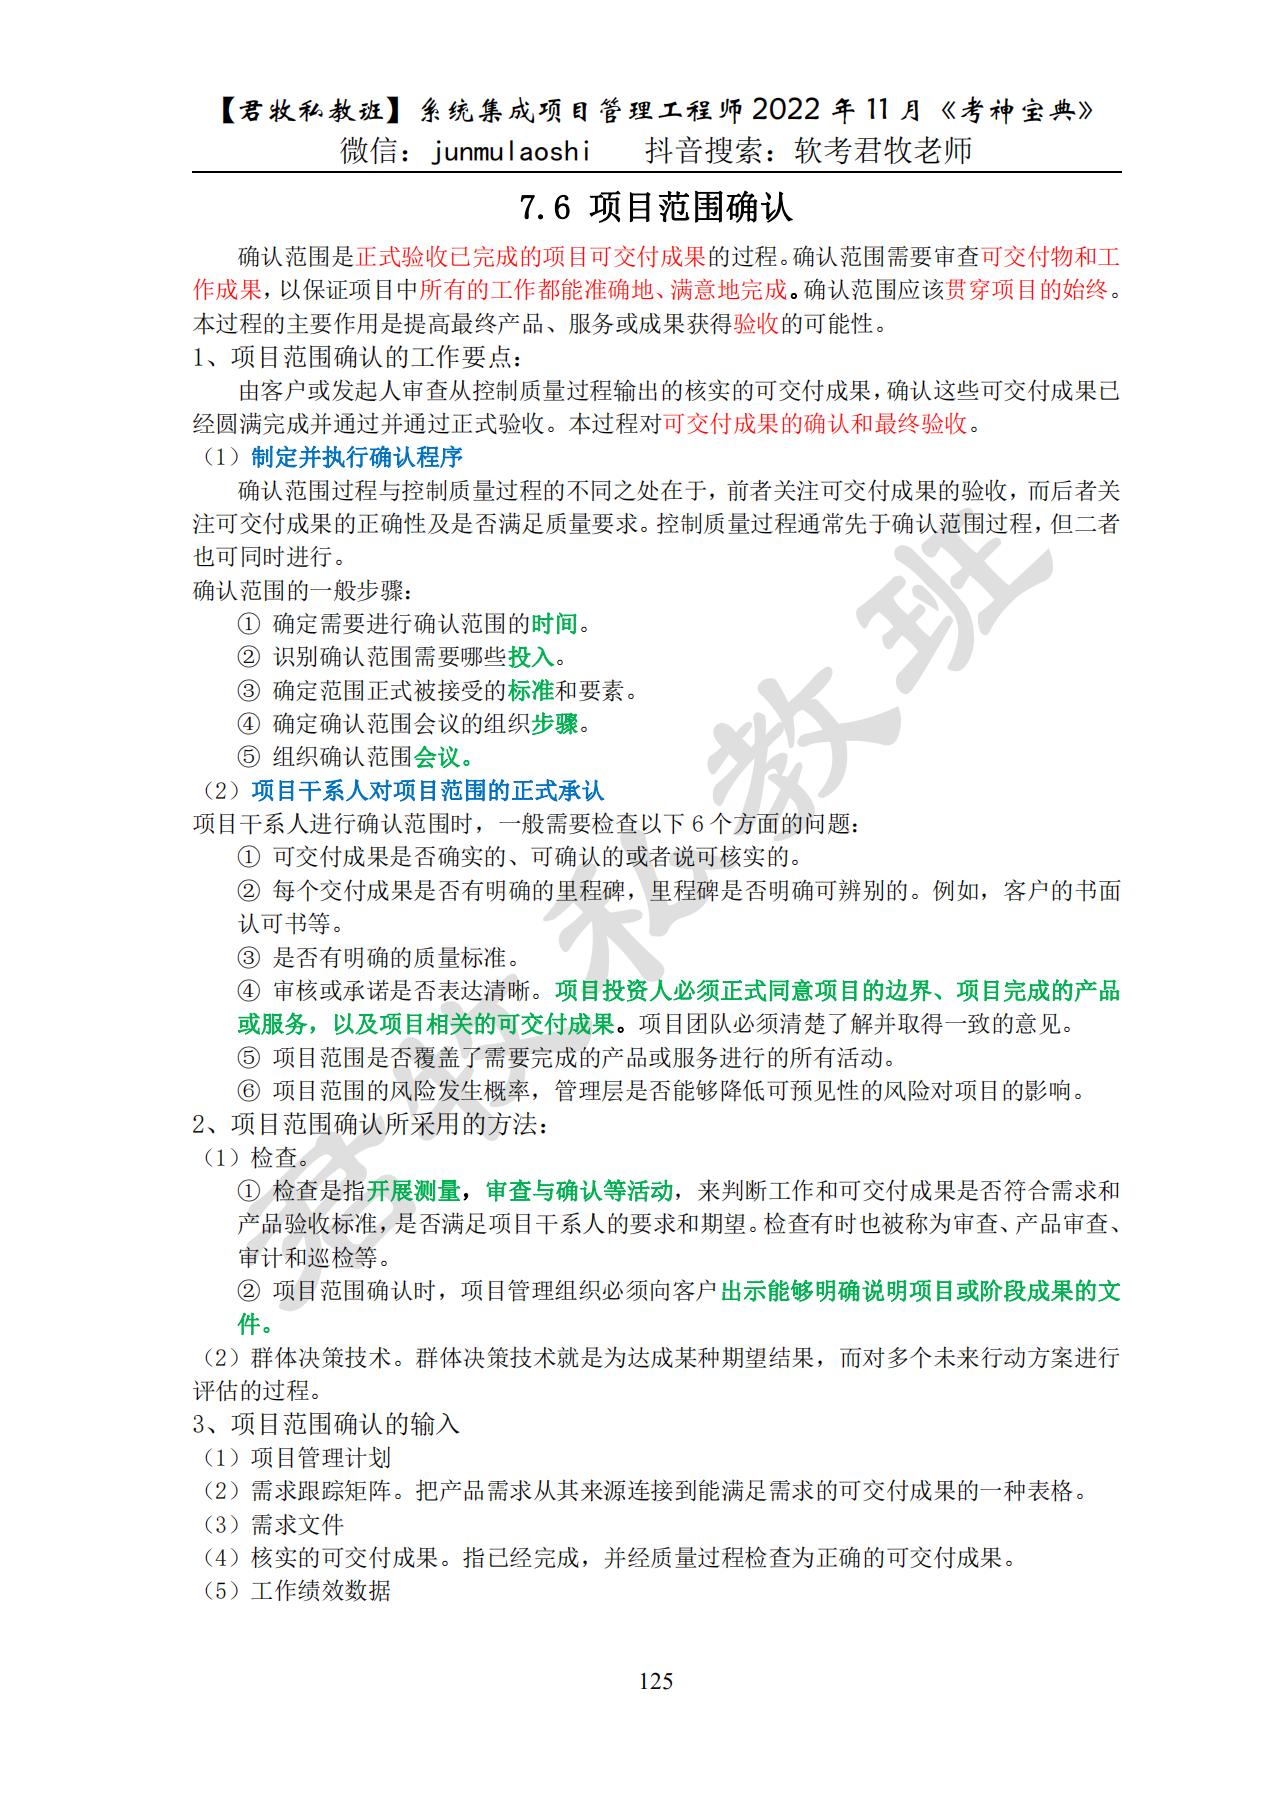 【君牧私教班】系统集成项目管理工程师 2022 年 11 月《考神宝典》
微信：junmulaoshi 抖音搜索：软考君牧老师
7.6 项目范围确认
确认范围是正式验收已完成的项目可交付成果的过程。确认范围需要审查可交付物和工
作成果，以保证项目中所有的工作都能准确地、满意地完成。确认范围应该贯穿项目的始终。
本过程的主要作用是提高最终产品、服务或成果获得验收的可能性。
1、项目范围确认的工作要点：
由客户或发起人审查从控制质量过程输出的核实的可交付成果，确认这些可交付成果已
经圆满完成并通过并通过正式验收。本过程对可交付成果的确认和最终验收。
（1）制定并执行确认程序
确认范围过程与控制质量过程的不同之处在于，前者关注可交付成果的验收，而后者关
注可交付成果的正确性及是否满足质量要求。控制质量过程通常先于确认范围过程，但二者
也可同时进行。
确认范围的一般步骤：
① 确定需要进行确认范围的时间。
② 识别确认范围需要哪些投入。
③ 确定范围正式被接受的标准和要素。
④ 确定确认范围会议的组织步骤。
⑤ 组织确认范围会议。
（2）项目干系人对项目范围的正式承认
项目干系人进行确认范围时，一般需要检查以下 6 个方面的问题：
① 可交付成果是否确实的、可确认的或者说可核实的。
② 每个交付成果是否有明确的里程碑，里程碑是否明确可辨别的。例如，客户的书面
认可书等。
③ 是否有明确的质量标准。
④ 审核或承诺是否表达清晰。项目投资人必须正式同意项目的边界、项目完成的产品
或服务，以及项目相关的可交付成果。项目团队必须清楚了解并取得一致的意见。
⑤ 项目范围是否覆盖了需要完成的产品或服务进行的所有活动。
⑥ 项目范围的风险发生概率，管理层是否能够降低可预见性的风险对项目的影响。
2、项目范围确认所采用的方法：
（1）检查。
① 检查是指开展测量，审查与确认等活动，来判断工作和可交付成果是否符合需求和
产品验收标准，是否满足项目干系人的要求和期望。检查有时也被称为审查、产品审查、
审计和巡检等。
② 项目范围确认时，项目管理组织必须向客户出示能够明确说明项目或阶段成果的文
件。
（2）群体决策技术。群体决策技术就是为达成某种期望结果，而对多个未来行动方案进行
评估的过程。
3、项目范围确认的输入
（1）项目管理计划
（2）需求跟踪矩阵。把产品需求从其来源连接到能满足需求的可交付成果的一种表格。
（3）需求文件
（4）核实的可交付成果。指已经完成，并经质量过程检查为正确的可交付成果。
（5）工作绩效数据
125
君牧私教班